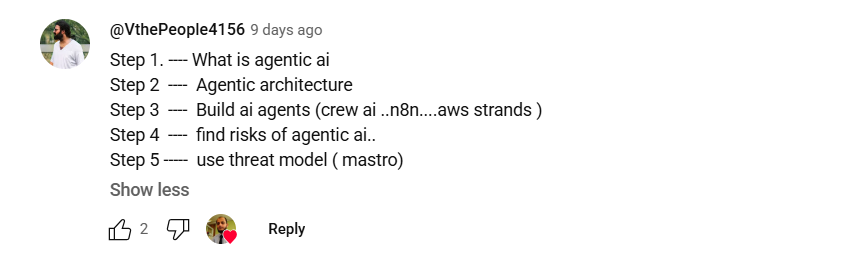 @VthePeople4156 9 days ago
Step 1. ---- What is agentic ai
Step 2 ---- Agentic architecture
Step 3 ---- Build ai agents (crew ai ..n8n....aws strands )
Step 4 ---- find risks of agentic ai..
Step 5 ----- use threat model ( mastro)
Show less
2 Reply